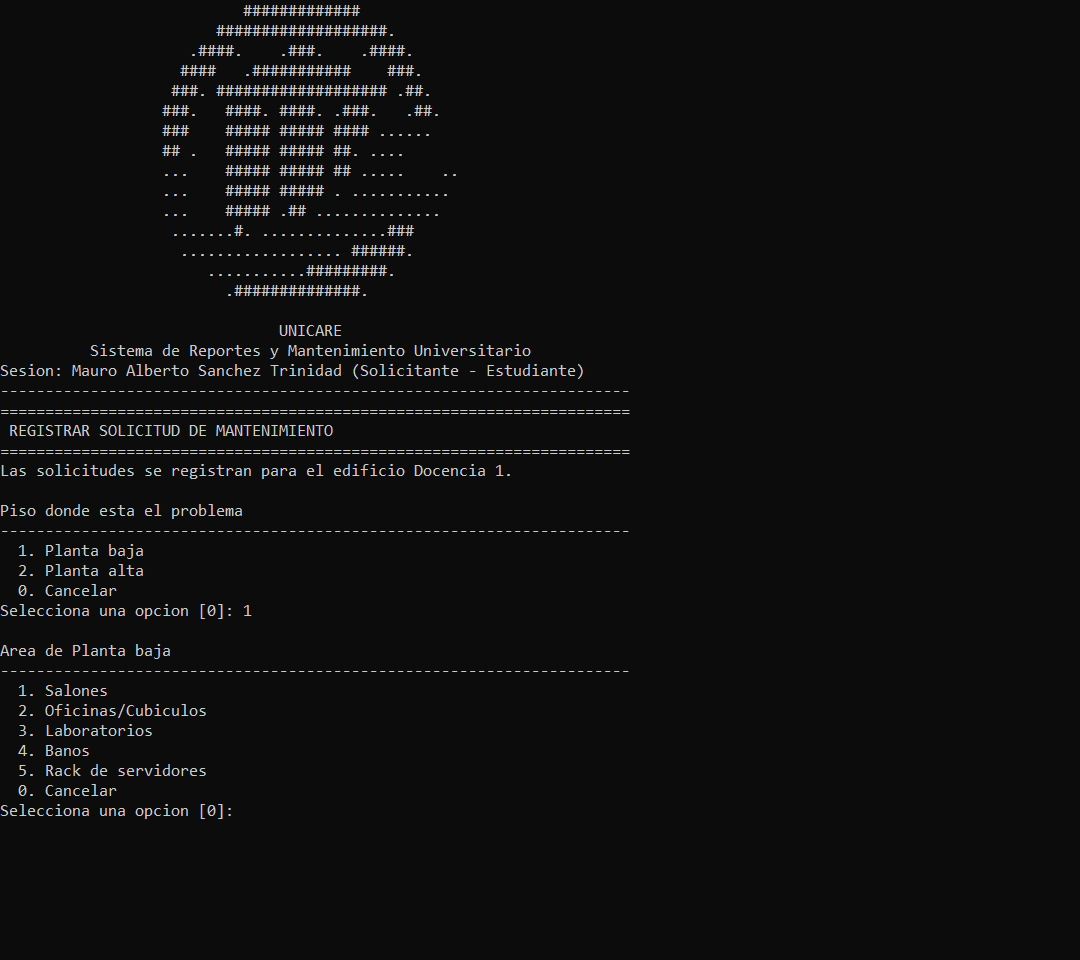 UNICARE
Sistema de Reportes y Mantenimiento Universitario
Sesion: Mauro Alberto Sanchez Trinidad (Solicitante - Estudiante)
----------------------------------------------------------------------
======================================================================
REGISTRAR SOLICITUD DE MANTENIMIENTO
======================================================================
Las solicitudes se registran para el edificio Docencia 1.
Piso donde esta el problema
----------------------------------------------------------------------
1. Planta baja
2. Planta alta
0. Cancelar
Selecciona una opcion [0]: 1
Area de Planta baja
----------------------------------------------------------------------
1. Salones
2. Oficinas/Cubiculos
3. Laboratorios
4. Banos
5. Rack de servidores
0. Cancelar
Selecciona una opcion [0]: